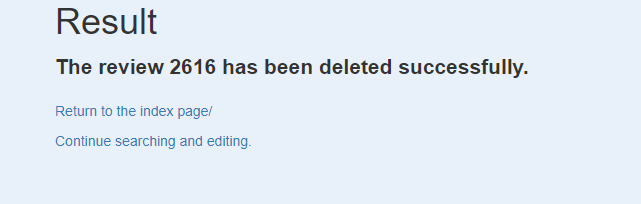 Result
The review 2616 has been deleted successfully.
Return to the index page/
Continue searching and editing.